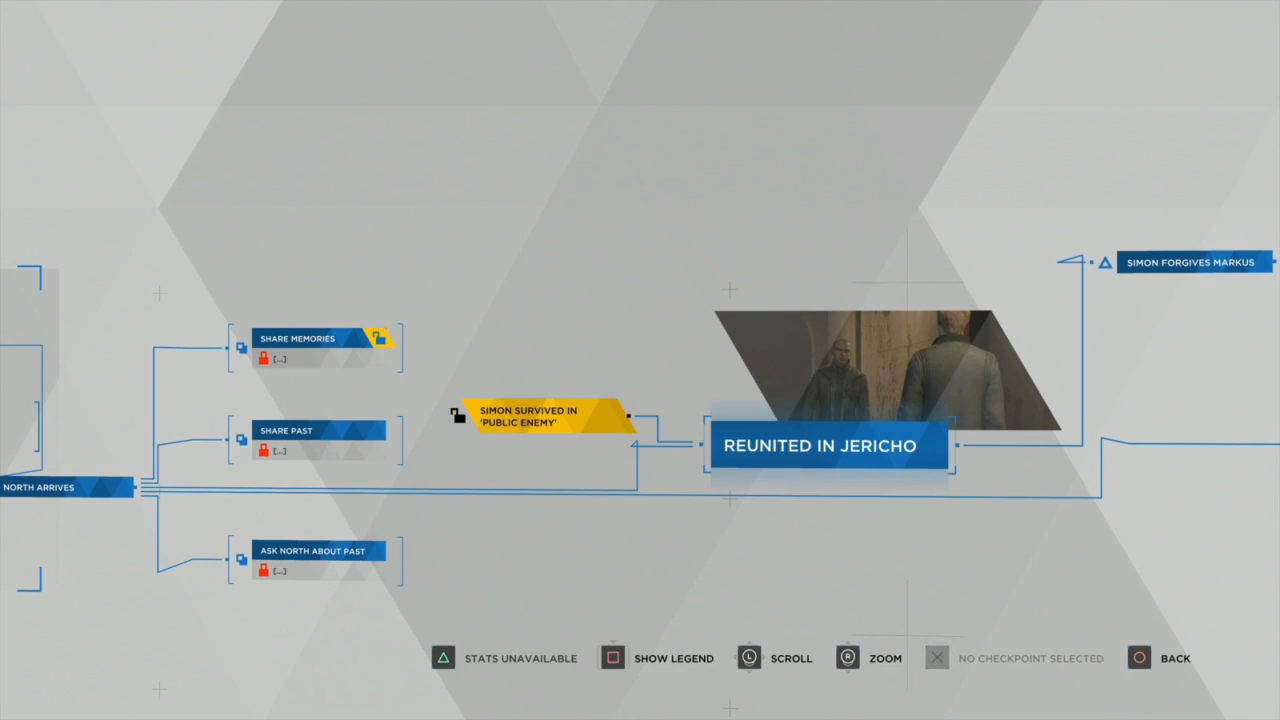 SIMON FORGIVES MARKUS
SHARE MEMORIES
[...]
SIMON SURVIVED IN
'PUBLIC ENEMY'
SHARE PAST
[...]
REUNITED IN JERICHO
NORTH ARRIVES
ASK NORTH ABOUT PAST
[...]
STATS UNAVAILABLE
SHOW LEGEND
L
SCROLL
R
ZOOM
NO CHECKPOINT SELECTED
BACK